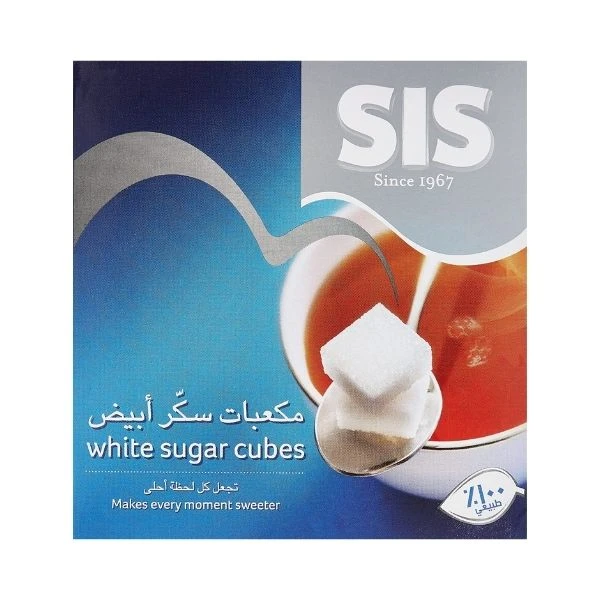 SIS
Since 1967
مكعبات سكّر أبيض
white sugar cubes
تجعل كل لحظة أحلى
Makes every moment sweeter
٪١٠٠
طبيعي